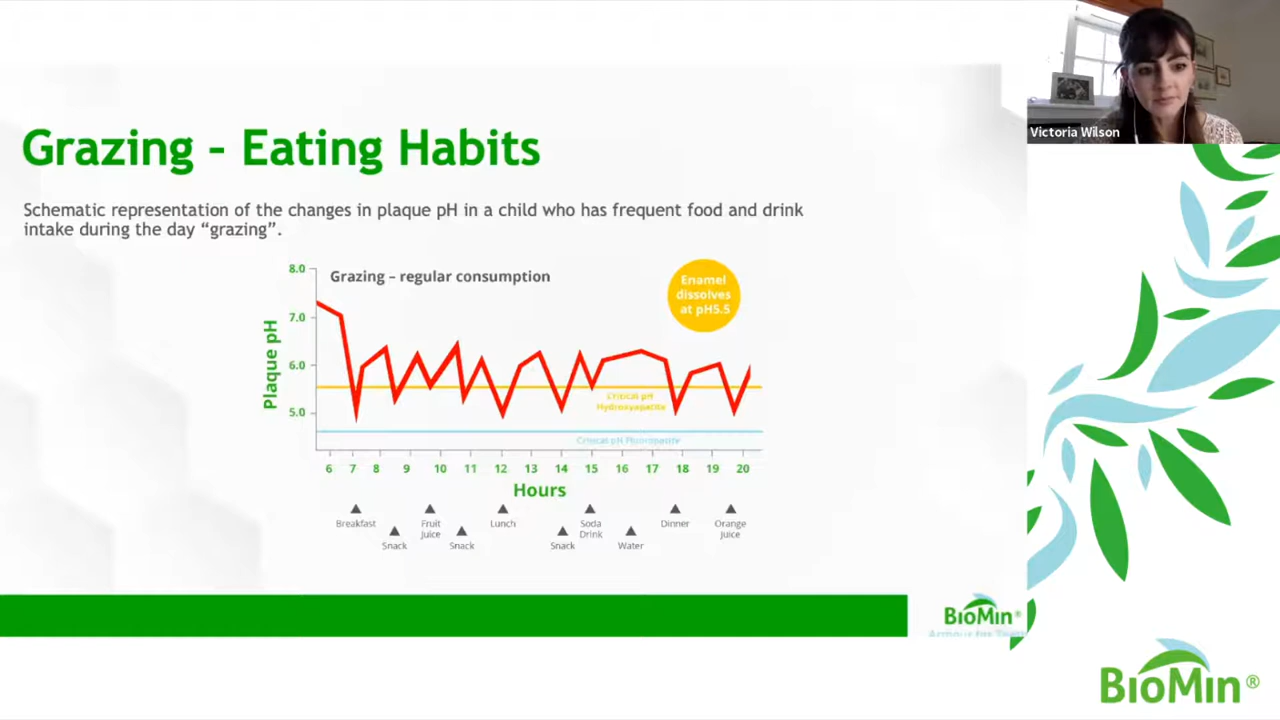 Victoria Wilson
Grazing - Eating Habits
Schematic representation of the changes in plaque pH in a child who has frequent food and drink
intake during the day “grazing”.
Grazing – regular consumption
Enamel
dissolves
at pH5.5
Plaque pH
8.0
7.0
6.0
5.0
Critical pH
Hydroxyapatite
Critical pH Fluorapatite
6 7 8 9 10 11 12 13 14 15 16 17 18 19 20
Hours
Breakfast
Snack
Fruit
Juice
Snack
Lunch
Snack
Soda
Drink
Water
Dinner
Orange
Juice
BioMin®
Armour for Teeth
BioMin®